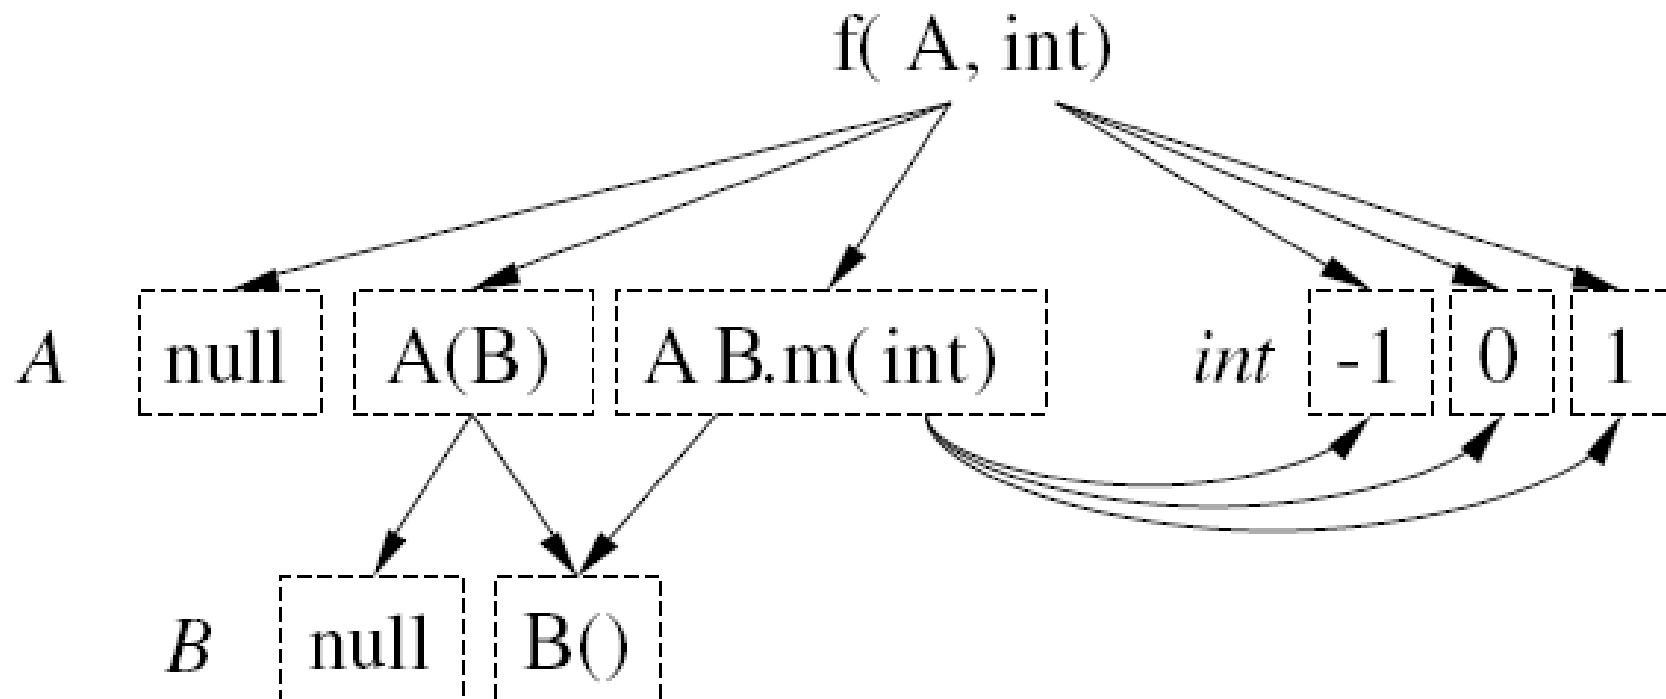 f( A, int)
A null A(B) A B.m( int) int -1 0 1
B null B()